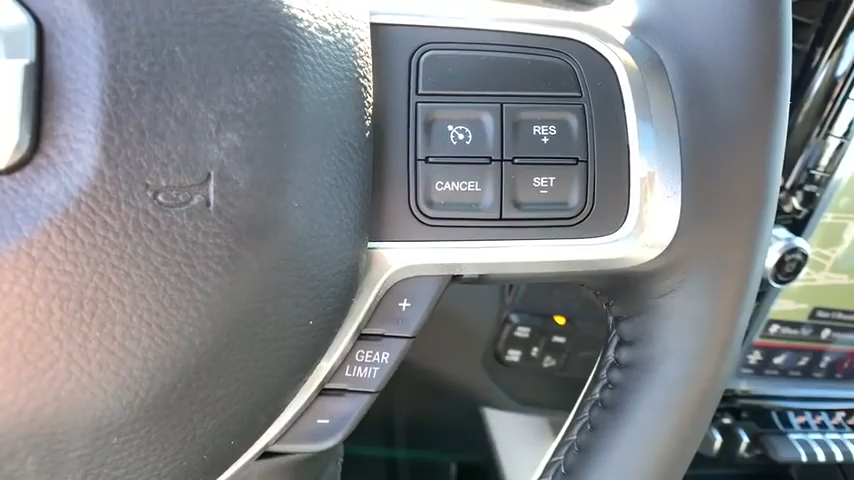 RES
+
CANCEL
SET
-
+
GEAR
LIMIT
-